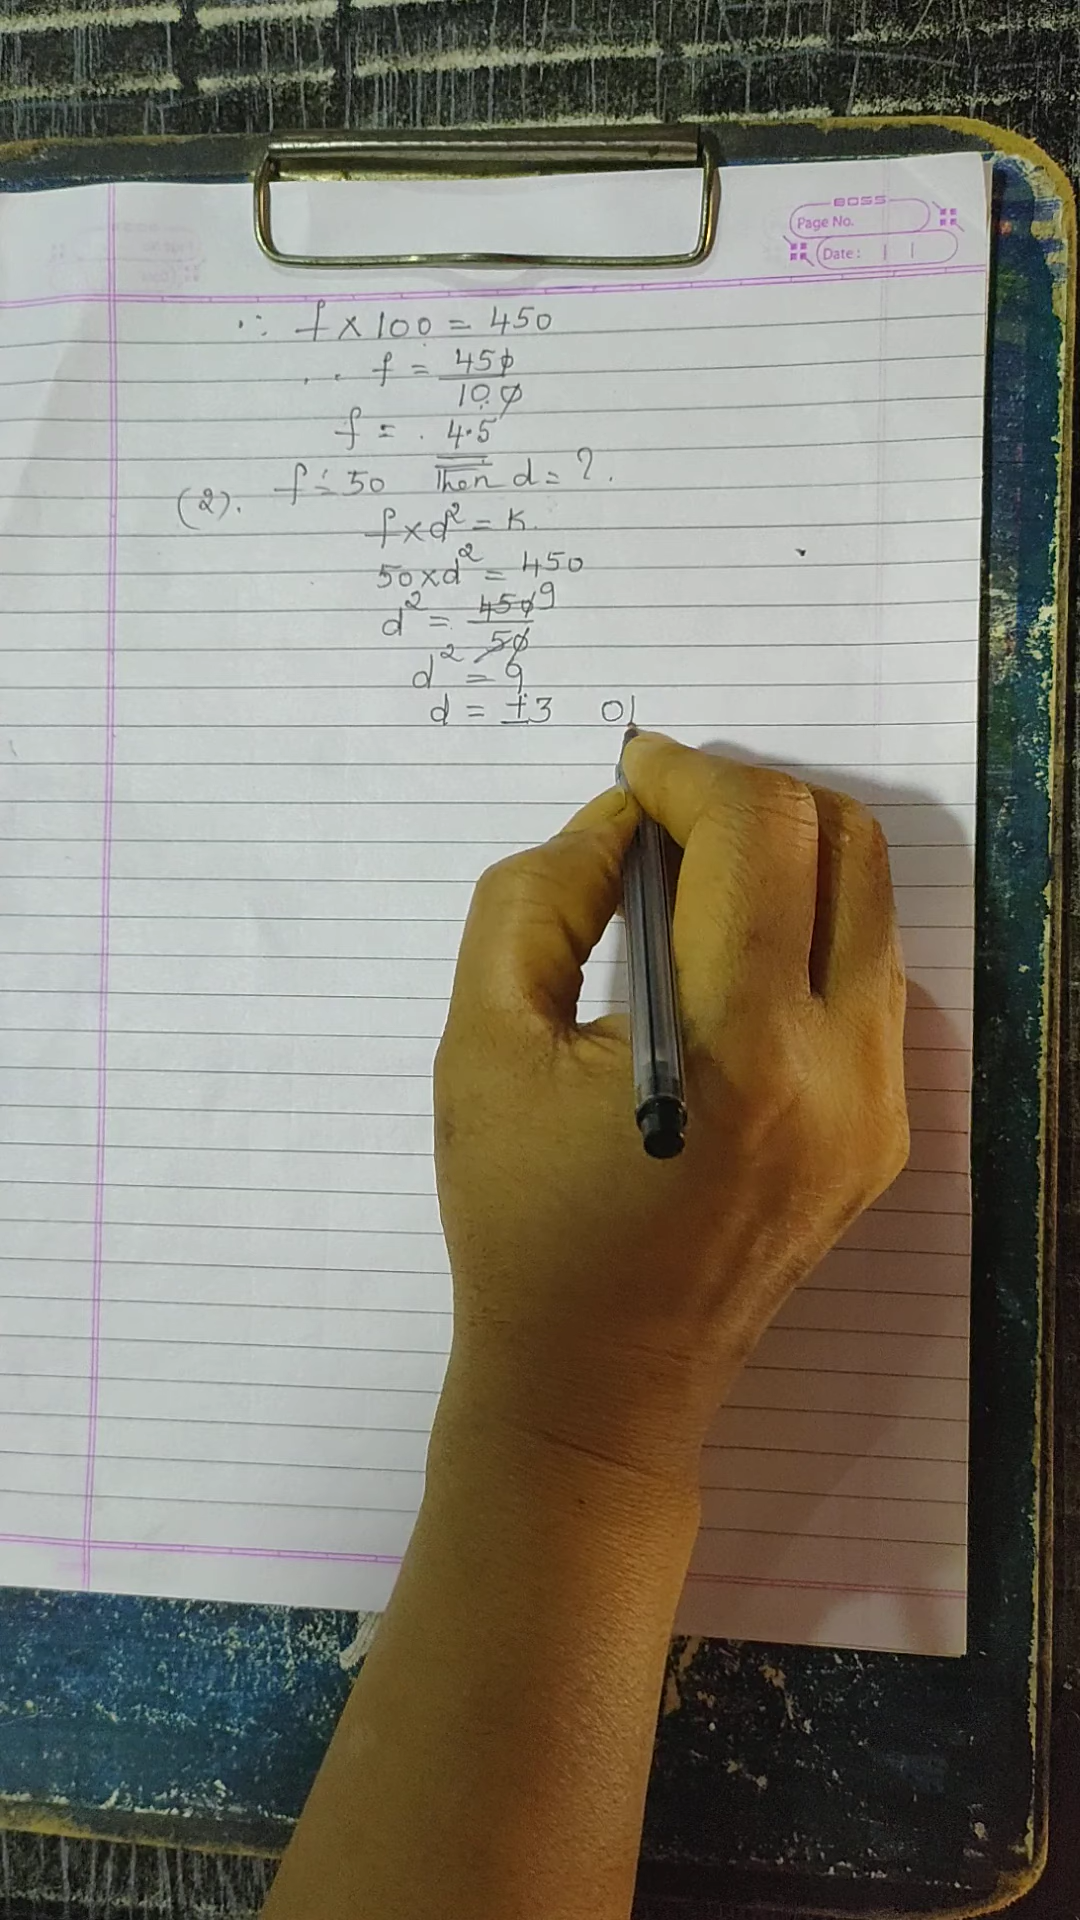 BOSS
Page No.
Date: | |
∴ f × 100 = 450
∴ f = 450/100
f = 4.5
(2). f = 50 Then d = ?.
f × d² = K.
50 × d² = 450
d² = 450/50 9
d² = 9
d = ±3 or